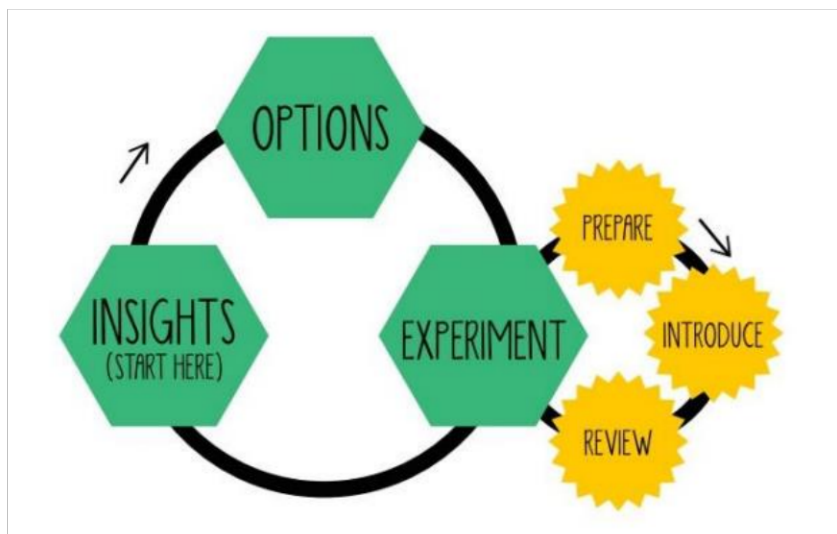 OPTIONS
INSIGHTS
(START HERE)
EXPERIMENT
PREPARE
INTRODUCE
REVIEW